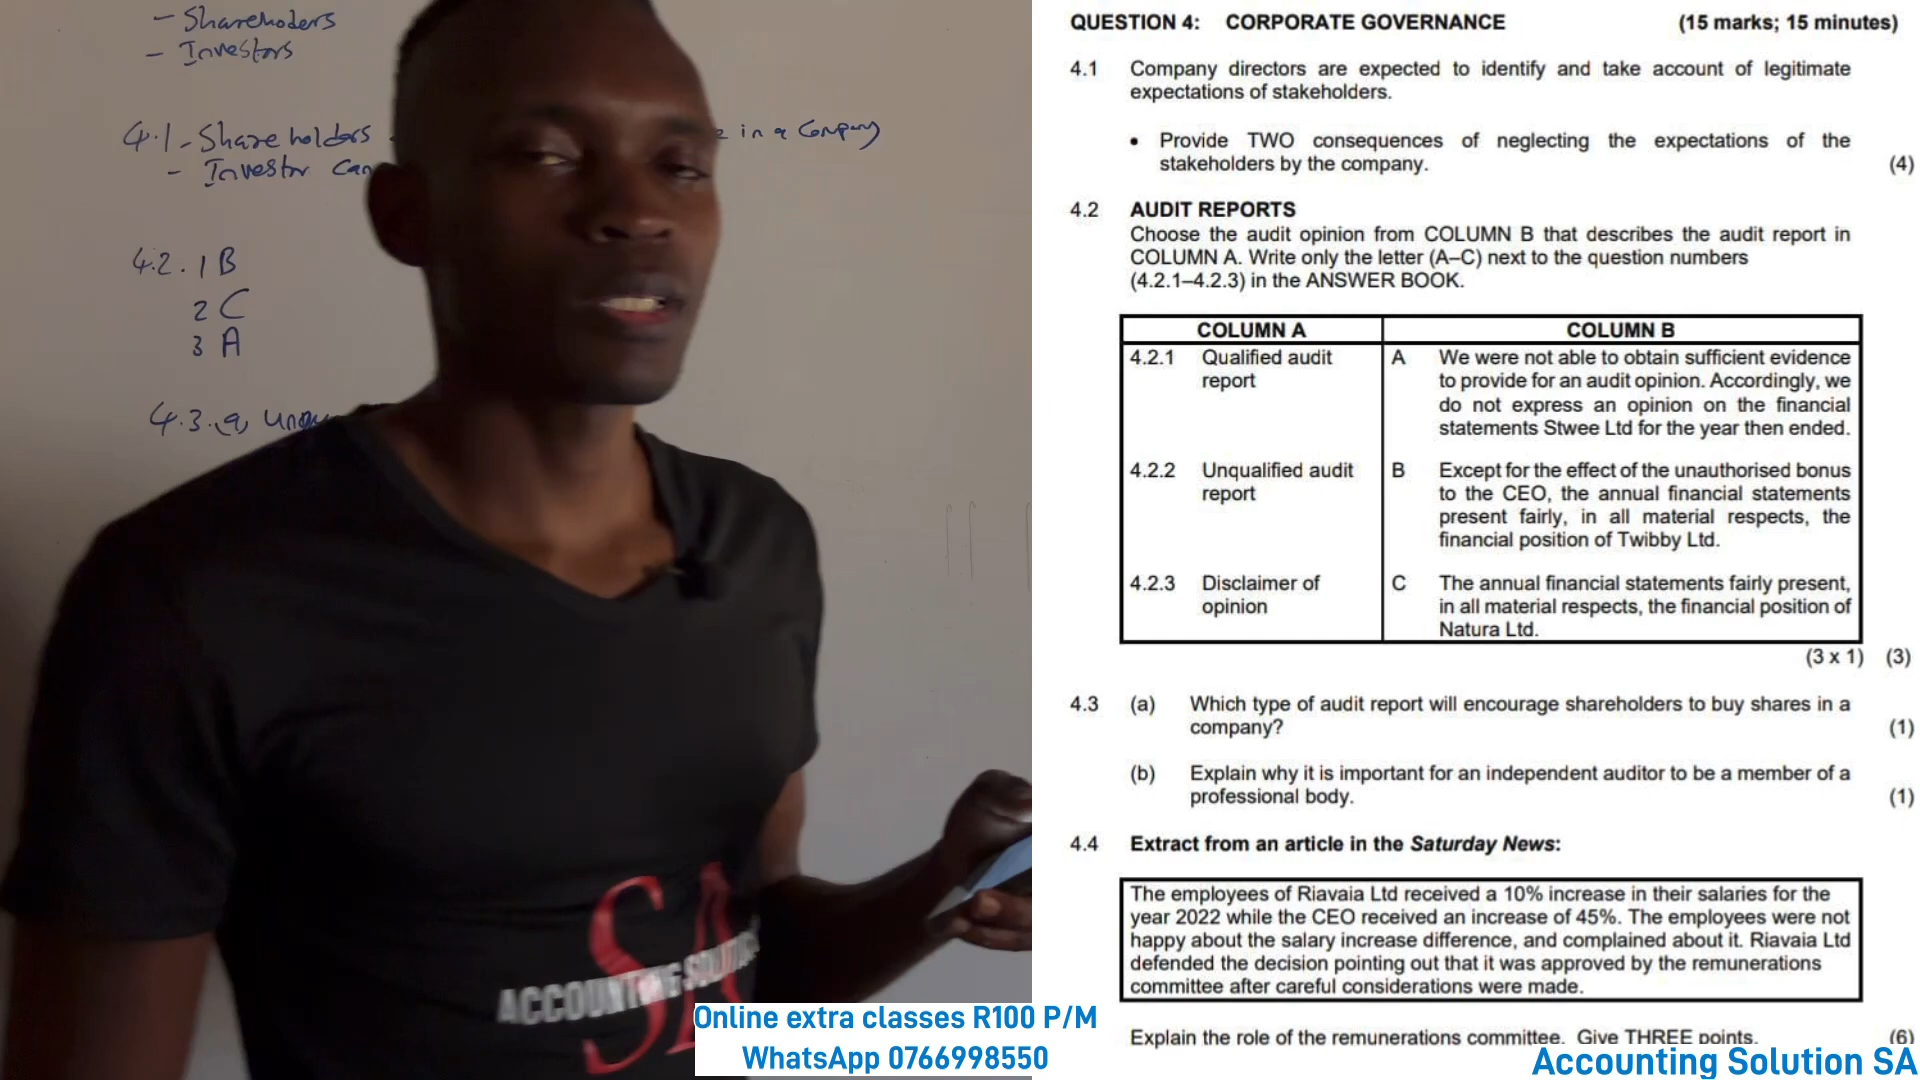 - Shareholders
- Investors
4.1 - Shareholders in a Company
- Investor Can
4.2.1 B
2 C
3 A
4.3.a,
SA
ACCOUNTING
Online extra classes R100 P/M
WhatsApp 0766998550
QUESTION 4: CORPORATE GOVERNANCE (15 marks; 15 minutes)
4.1 Company directors are expected to identify and take account of legitimate
expectations of stakeholders.
• Provide TWO consequences of neglecting the expectations of the
stakeholders by the company. (4)
4.2 AUDIT REPORTS
Choose the audit opinion from COLUMN B that describes the audit report in
COLUMN A. Write only the letter (A–C) next to the question numbers
(4.2.1–4.2.3) in the ANSWER BOOK.
COLUMN A COLUMN B
4.2.1 Qualified audit
report
A We were not able to obtain sufficient evidence
to provide for an audit opinion. Accordingly, we
do not express an opinion on the financial
statements Stwee Ltd for the year then ended.
4.2.2 Unqualified audit
report
B Except for the effect of the unauthorised bonus
to the CEO, the annual financial statements
present fairly, in all material respects, the
financial position of Twibby Ltd.
4.2.3 Disclaimer of
opinion
C The annual financial statements fairly present,
in all material respects, the financial position of
Natura Ltd.
(3 x 1) (3)
4.3 (a) Which type of audit report will encourage shareholders to buy shares in a
company? (1)
(b) Explain why it is important for an independent auditor to be a member of a
professional body. (1)
4.4 Extract from an article in the Saturday News:
The employees of Riavaia Ltd received a 10% increase in their salaries for the
year 2022 while the CEO received an increase of 45%. The employees were not
happy about the salary increase difference, and complained about it. Riavaia Ltd
defended the decision pointing out that it was approved by the remunerations
committee after careful considerations were made.
Explain the role of the remunerations committee. Give THREE points. (6)
Accounting Solution SA